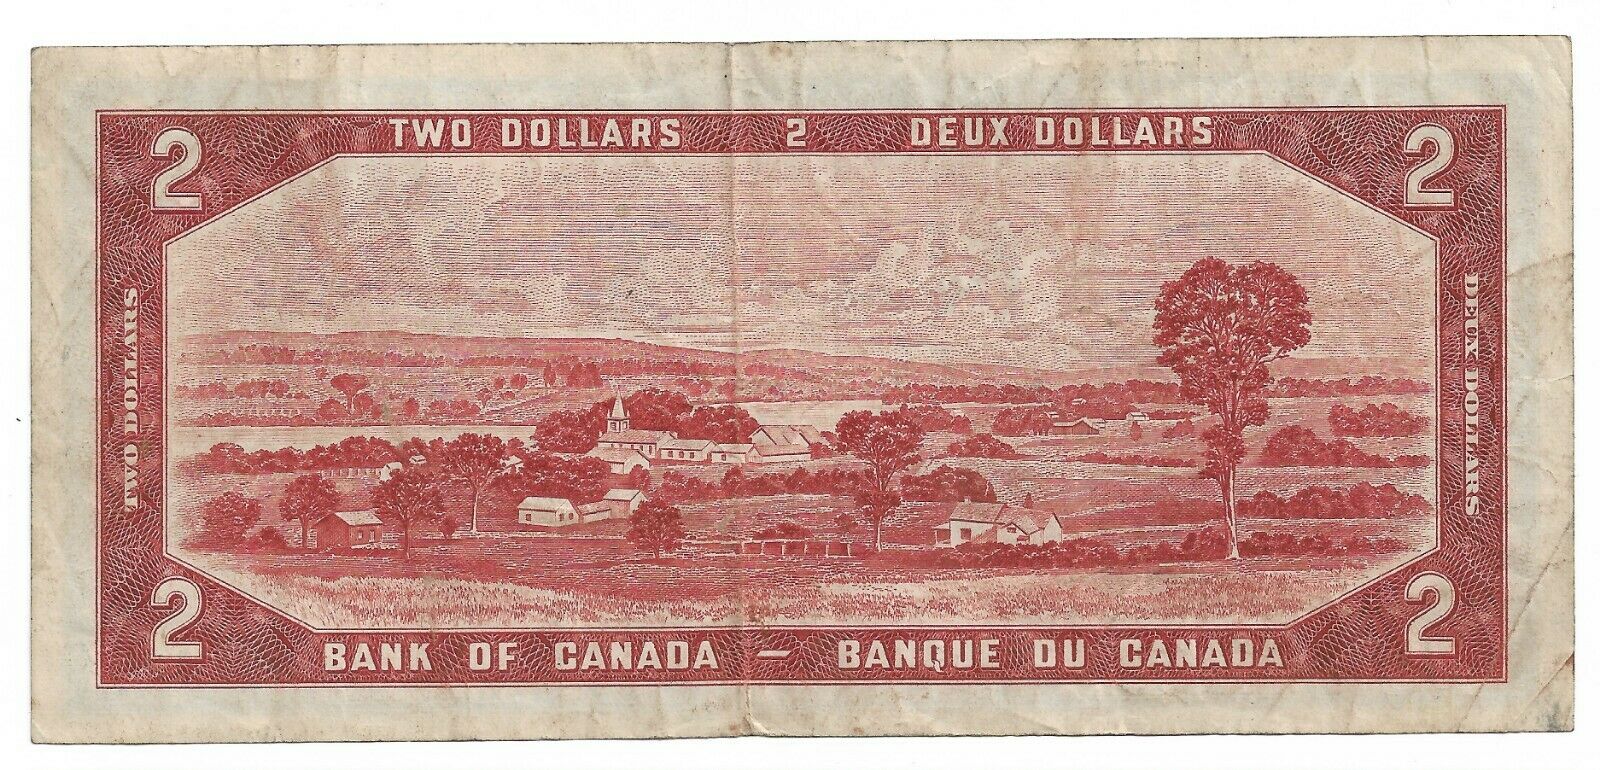 TWO DOLLARS 2 DEUX DOLLARS
2 2
TWO DOLLARS
DEUX DOLLARS
2 2
BANK OF CANADA – BANQUE DU CANADA